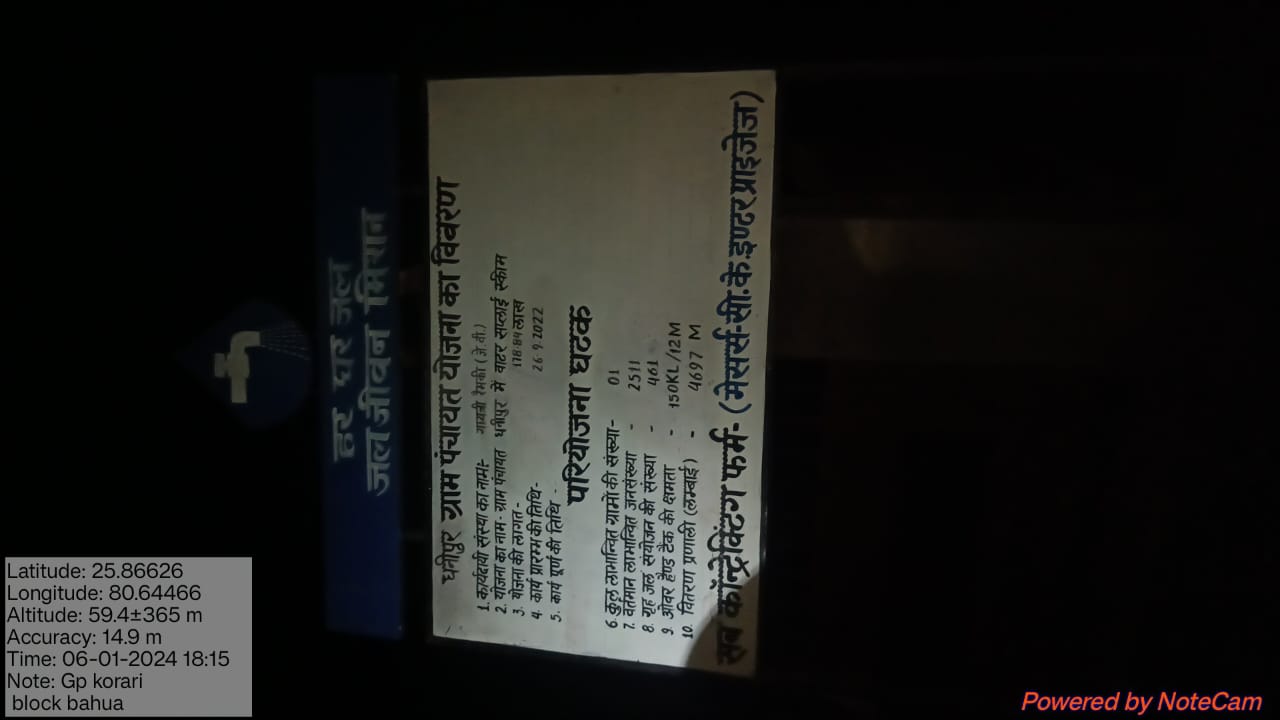 हर घर जल
जल जीवन मिशन
धनीपुर ग्राम पंचायत योजना का विवरण
1. कार्यदायी संस्था का नामः- गायत्री रैमकी (जे.वी.)
2. योजना का नाम- ग्राम पंचायत धनीपुर से वाटर सप्लाई स्कीम
3. योजना की लागत- 178.84 लाख
4. कार्य प्रारम्भ की तिथि- 26.9.2022
5. कार्य पूर्ण की तिथि -
परियोजना घटक
6. कुल लाभान्वित ग्रामो की संख्या- 01
7. वर्तमान लाभान्वित जनसंख्या - 2511
8. गृह जल संयोजन की संख्या - 461
9. ओवर हैण्ड टैंक की क्षमता - 150KL/12M
10. वितरण प्रणाली (लम्बाई) - 4697 M
सब कॉन्ट्रेक्टिंग फर्म- (मेसर्स-सी.के.इण्टरप्राइजेज)
Latitude: 25.86626
Longitude: 80.64466
Altitude: 59.4±365 m
Accuracy: 14.9 m
Time: 06-01-2024 18:15
Note: Gp korari
block bahua
Powered by NoteCam